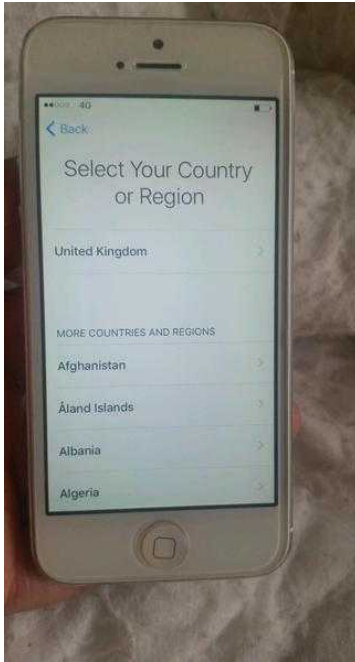 4G
Back
Select Your Country
or Region
United Kingdom
MORE COUNTRIES AND REGIONS
Afghanistan
Åland Islands
Albania
Algeria